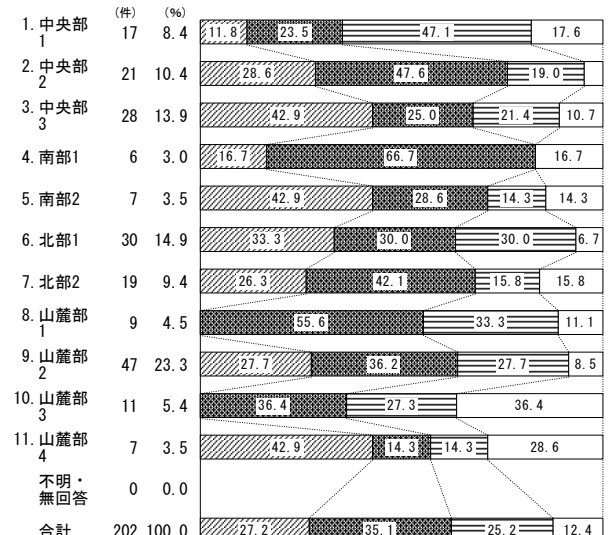 (件) (%)
1. 中央部
1 17 8.4 11.8 23.5 47.1 17.6
2. 中央部
2 21 10.4 28.6 47.6 19.0
3. 中央部
3 28 13.9 42.9 25.0 21.4 10.7
4. 南部1 6 3.0 16.7 66.7 16.7
5. 南部2 7 3.5 42.9 28.6 14.3 14.3
6. 北部1 30 14.9 33.3 30.0 30.0 6.7
7. 北部2 19 9.4 26.3 42.1 15.8 15.8
8. 山麓部
1 9 4.5 55.6 33.3 11.1
9. 山麓部
2 47 23.3 27.7 36.2 27.7 8.5
10. 山麓部
3 11 5.4 36.4 27.3 36.4
11. 山麓部
4 7 3.5 42.9 14.3 14.3 28.6
不明・
無回答 0 0.0
合計 202 100.0 27.2 35.1 25.2 12.4